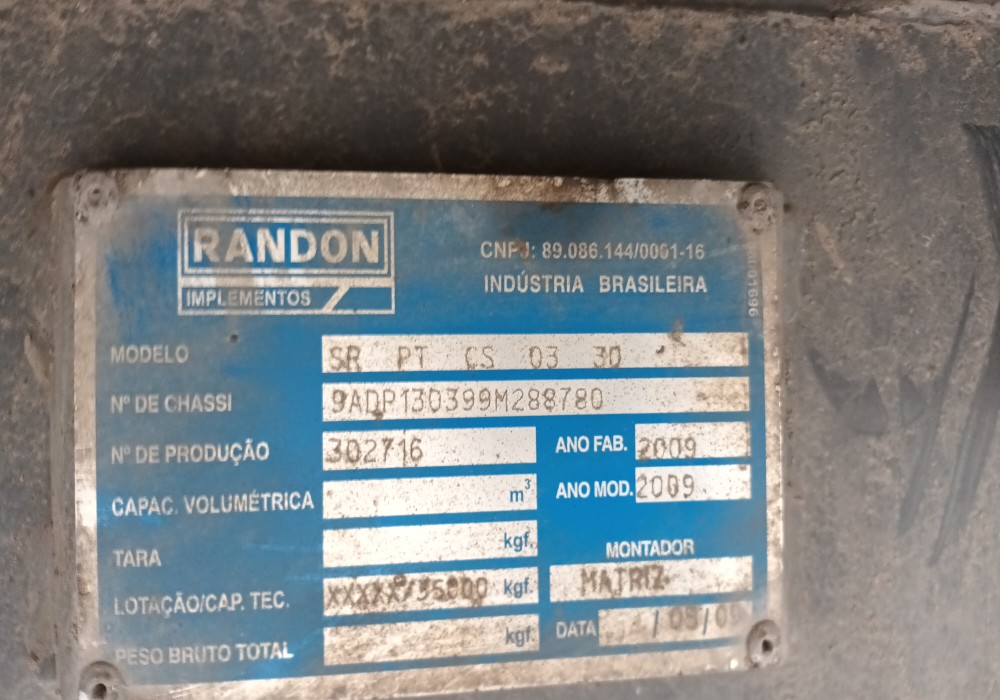 RANDON
IMPLEMENTOS
CNPJ: 89.086.144/0001-16
INDÚSTRIA BRASILEIRA
MODELO SR PT CS 03 30
Nº DE CHASSI 9ADP130399M288780
Nº DE PRODUÇÃO 302716 ANO FAB. 2009
CAPAC. VOLUMÉTRICA m³ ANO MOD. 2009
TARA kgf. MONTADOR
LOTAÇÃO/CAP. TEC. kgf. MATRIZ
PESO BRUTO TOTAL kgf. DATA